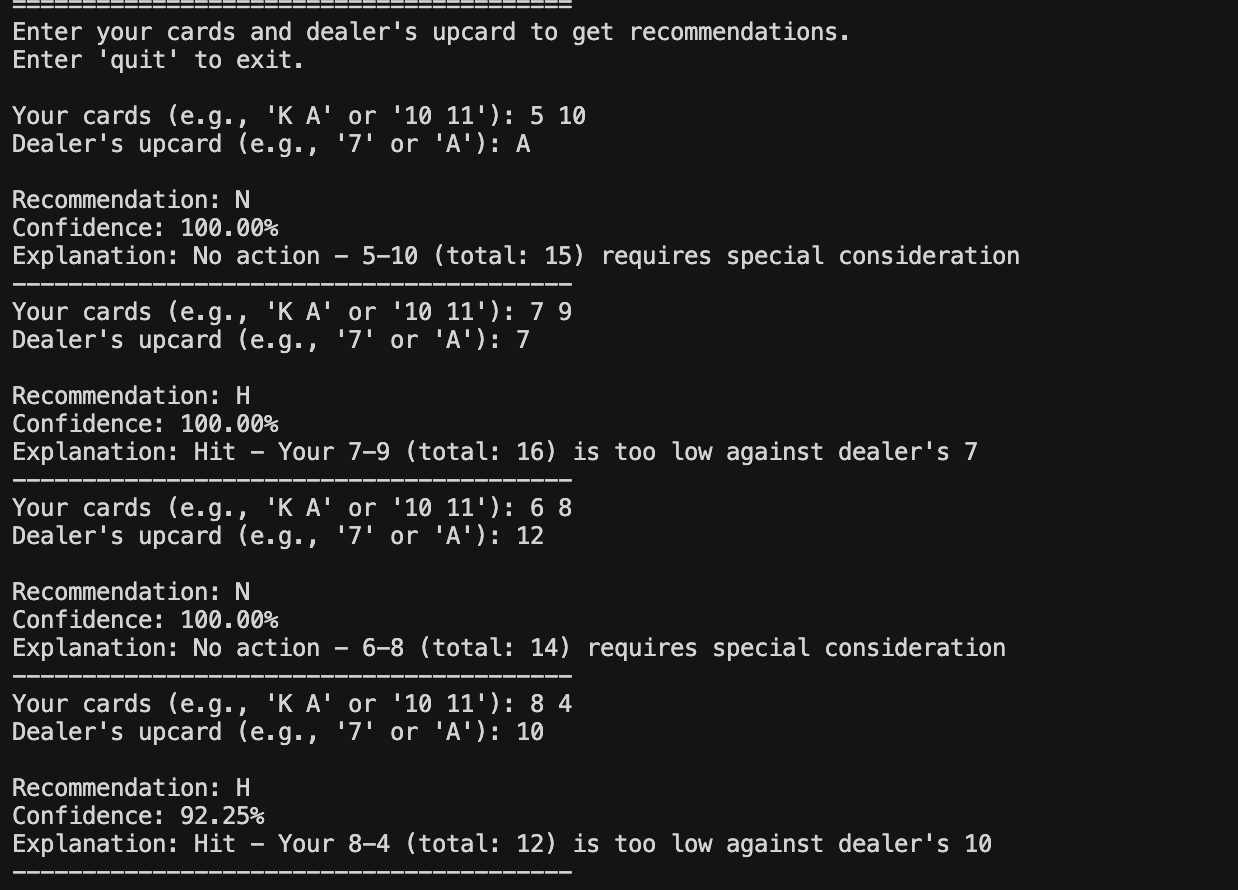 ========================================
Enter your cards and dealer's upcard to get recommendations.
Enter 'quit' to exit.
Your cards (e.g., 'K A' or '10 11'): 5 10
Dealer's upcard (e.g., '7' or 'A'): A
Recommendation: N
Confidence: 100.00%
Explanation: No action - 5-10 (total: 15) requires special consideration
----------------------------------------
Your cards (e.g., 'K A' or '10 11'): 7 9
Dealer's upcard (e.g., '7' or 'A'): 7
Recommendation: H
Confidence: 100.00%
Explanation: Hit - Your 7-9 (total: 16) is too low against dealer's 7
----------------------------------------
Your cards (e.g., 'K A' or '10 11'): 6 8
Dealer's upcard (e.g., '7' or 'A'): 12
Recommendation: N
Confidence: 100.00%
Explanation: No action - 6-8 (total: 14) requires special consideration
----------------------------------------
Your cards (e.g., 'K A' or '10 11'): 8 4
Dealer's upcard (e.g., '7' or 'A'): 10
Recommendation: H
Confidence: 92.25%
Explanation: Hit - Your 8-4 (total: 12) is too low against dealer's 10
----------------------------------------